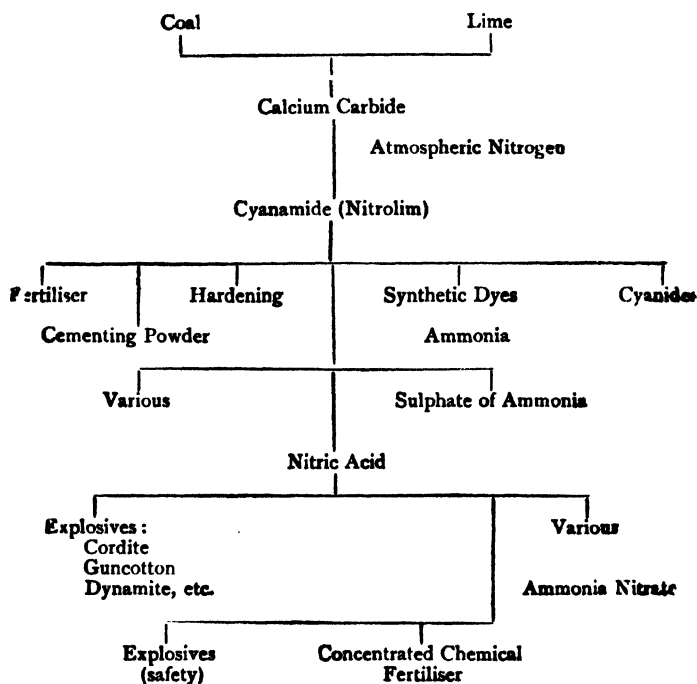 Coal Lime
Calcium Carbide
Atmospheric Nitrogen
Cyanamide (Nitrolim)
Fertiliser Hardening Synthetic Dyes Cyanides
Cementing Powder Ammonia
Various Sulphate of Ammonia
Nitric Acid
Explosives: Various
Cordite
Guncotton
Dynamite, etc. Ammonia Nitrate
Explosives Concentrated Chemical
(safety) Fertiliser